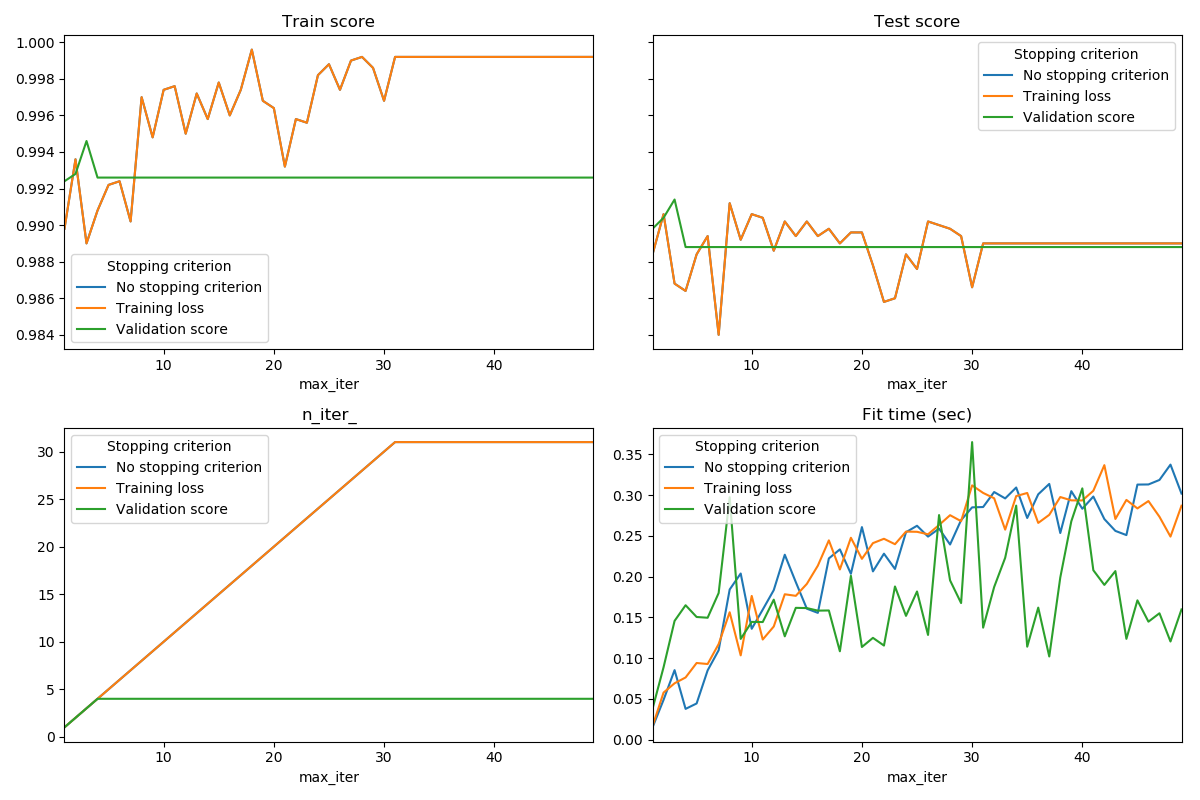 Train score
1.000
0.998
0.996
0.994
0.992
0.990
0.988
0.986
0.984
Stopping criterion
No stopping criterion
Training loss
Validation score
10 20 30 40
max_iter
Test score
Stopping criterion
No stopping criterion
Training loss
Validation score
10 20 30 40
max_iter
n_iter_
30
25
20
15
10
5
0
Stopping criterion
No stopping criterion
Training loss
Validation score
10 20 30 40
max_iter
Fit time (sec)
0.35
0.30
0.25
0.20
0.15
0.10
0.05
0.00
Stopping criterion
No stopping criterion
Training loss
Validation score
10 20 30 40
max_iter